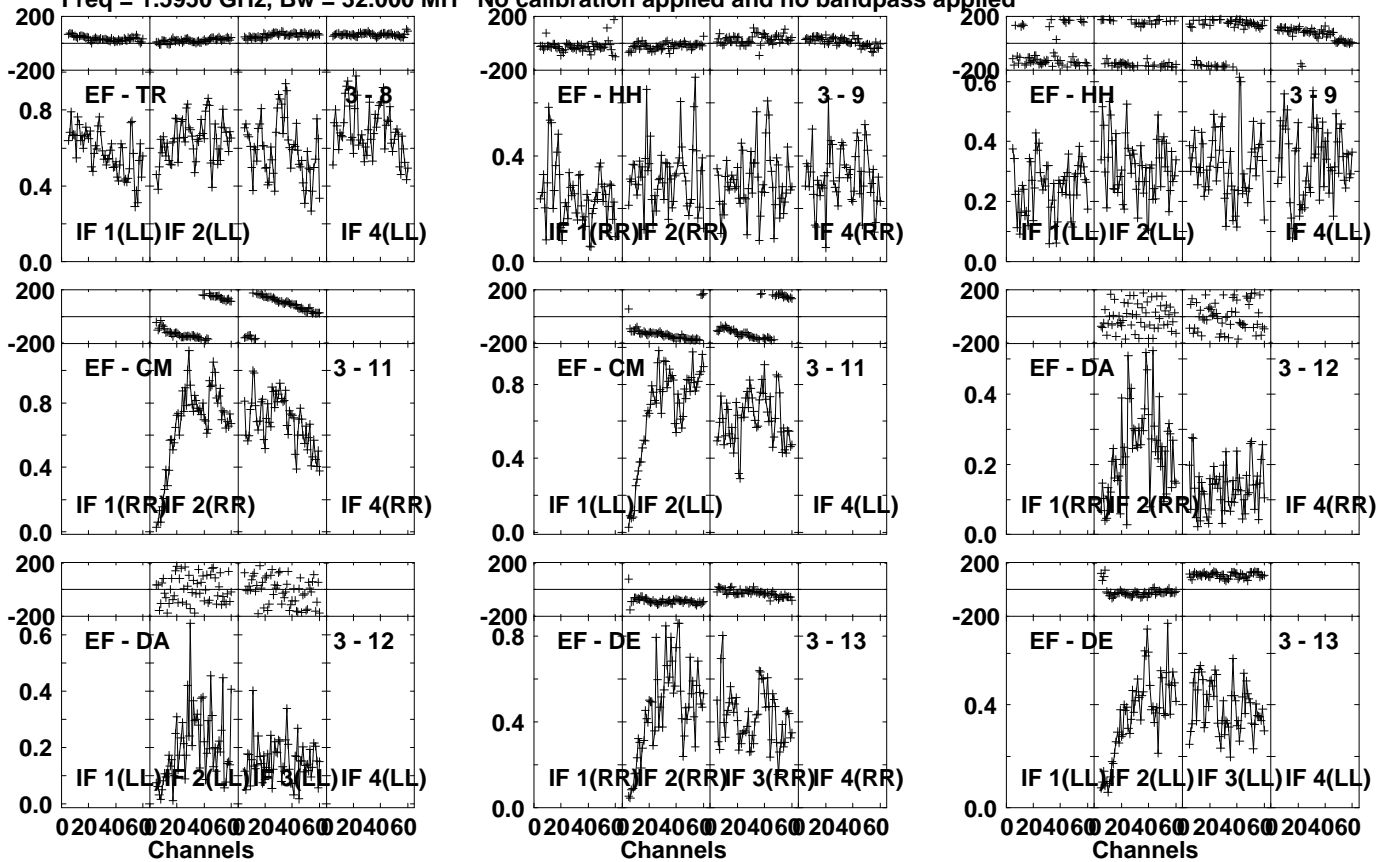 Freq = 1.5950 GHz, Bw = 32.000 MH No calibration applied and no bandpass applied
200 200 200
-200 -200 -200
EF - TR 3 - 8 EF - HH 3 - 9 EF - HH 3 - 9
0.8 0.6
0.4 0.4 0.4
0.2
IF 1(LL) IF 2(LL) IF 4(LL) IF 1(RR) IF 2(RR) IF 4(RR) IF 1(LL) IF 2(LL) IF 4(LL)
0.0 0.0 0.0
200 200 200
-200 -200 -200
EF - CM 3 - 11 EF - CM 3 - 11 EF - DA 3 - 12
0.8 0.8 0.4
0.4 0.4 0.2
IF 1(RR) IF 2(RR) IF 4(RR) IF 1(LL) IF 2(LL) IF 4(LL) IF 1(RR) IF 2(RR) IF 4(RR)
0.0 0.0 0.0
200 200 200
-200 -200 -200
EF - DA 3 - 12 EF - DE 3 - 13 EF - DE 3 - 13
0.6 0.8
0.4 0.4 0.4
0.2
IF 1(LL) IF 2(LL) IF 3(LL) IF 4(LL) IF 1(RR) IF 2(RR) IF 3(RR) IF 4(RR) IF 1(LL) IF 2(LL) IF 3(LL) IF 4(LL)
0.0 0.0 0.0
0 20 40 60 0 20 40 60 0 20 40 60 0 20 40 60 0 20 40 60 0 20 40 60 0 20 40 60 0 20 40 60 0 20 40 60 0 20 40 60 0 20 40 60 0 20 40 60
Channels Channels Channels